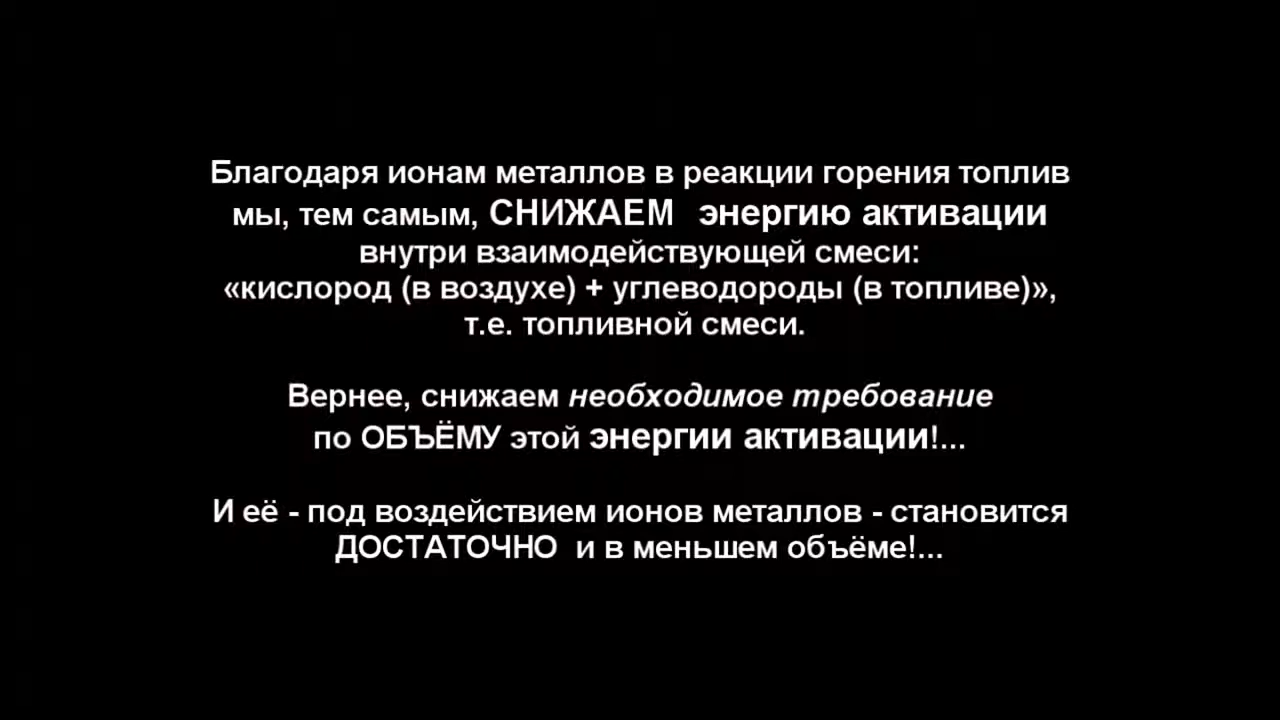 Благодаря ионам металлов в реакции горения топлив
мы, тем самым, СНИЖАЕМ энергию активации
внутри взаимодействующей смеси:
«кислород (в воздухе) + углеводороды (в топливе)»,
т.е. топливной смеси.
Вернее, снижаем необходимое требование
по ОБЪЁМУ этой энергии активации!...
И её - под воздействием ионов металлов - становится
ДОСТАТОЧНО и в меньшем объёме!...